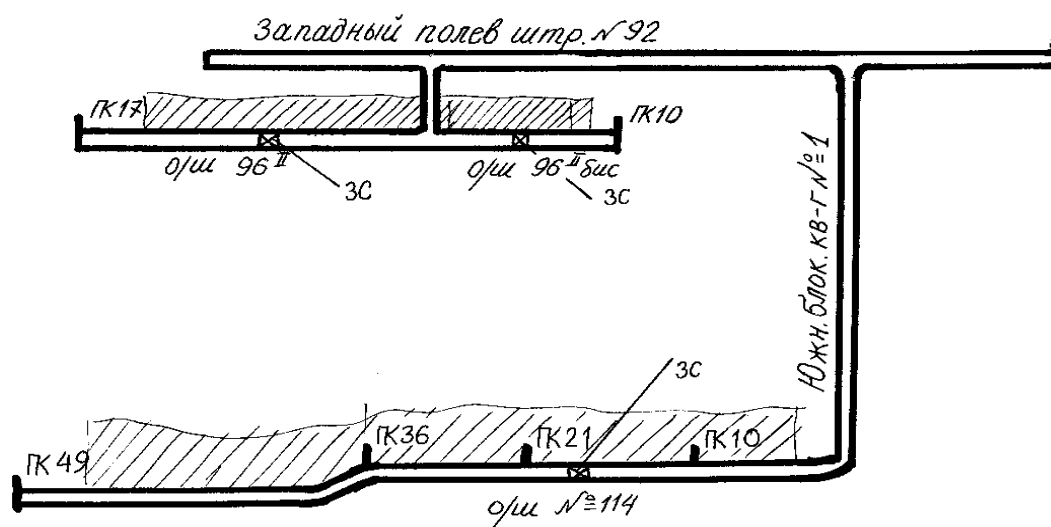 Западный полев штр. № 92
ПК17
ПК10
о/ш 96 II
о/ш 96 II бис
ЗС
ЗС
Южн. блок. кв-г №1
ЗС
ПК36
ПК21
ПК10
ПК49
о/ш №114